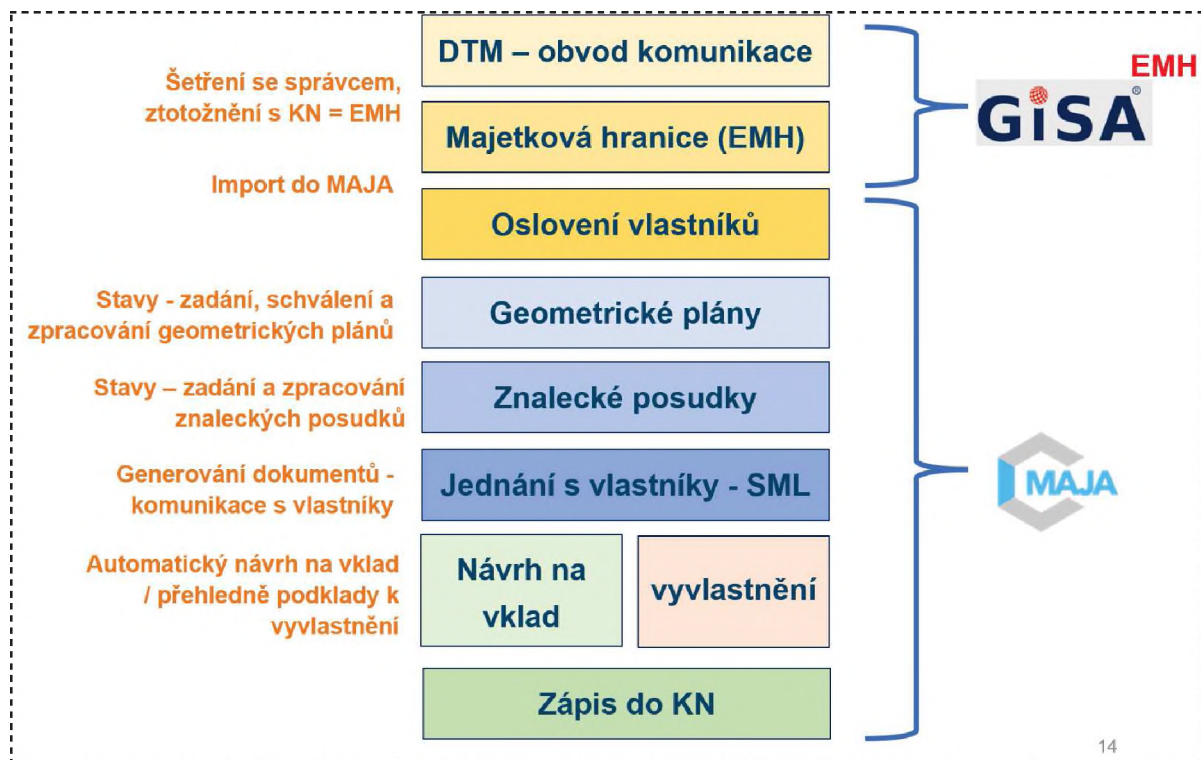 DTM – obvod komunikace
EMH
GiSA®
Šetření se správcem,
ztotožnění s KN = EMH
Majetková hranice (EMH)
Import do MAJA
Oslovení vlastníků
Stavy - zadání, schválení a
zpracování geometrických plánů
Geometrické plány
Stavy – zadání a zpracování
znaleckých posudků
Znalecké posudky
Generování dokumentů -
komunikace s vlastníky
Jednání s vlastníky - SML
MAJA
Automatický návrh na vklad
/ přehledně podklady k
vyvlastnění
Návrh na
vklad
vyvlastnění
Zápis do KN
14